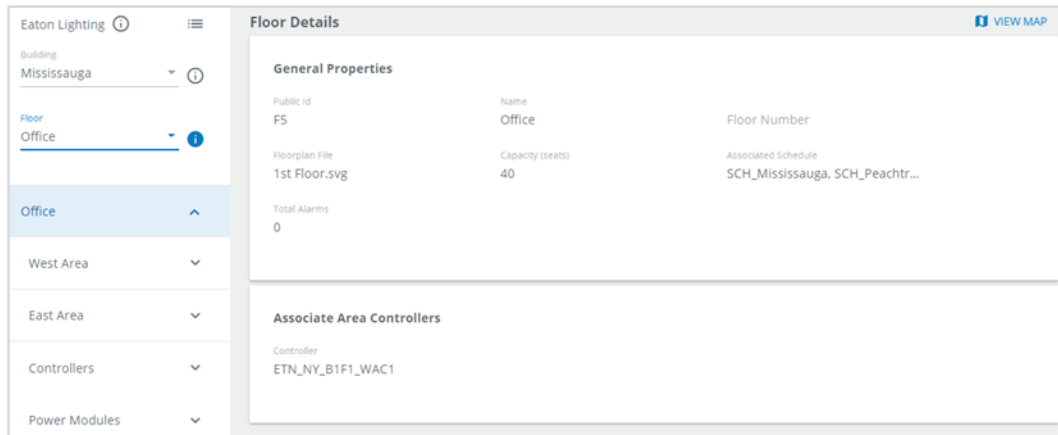 Eaton Lighting
Building
Mississauga
Floor
Office
Office
West Area
East Area
Controllers
Power Modules
Floor Details
VIEW MAP
General Properties
Public Id
F5
Name
Office
Floor Number
Floorplan File
1st Floor.svg
Capacity (seats)
40
Associated Schedule
SCH_Mississauga, SCH_Peachtr...
Total Alarms
0
Associate Area Controllers
Controller
ETN_NY_B1F1_WAC1